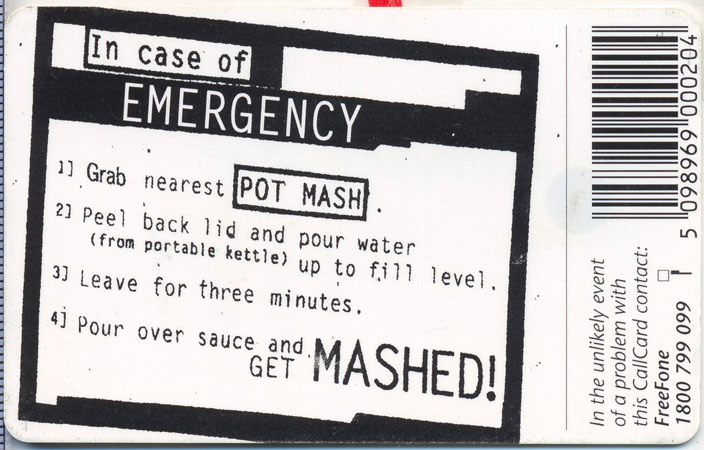 In case of
EMERGENCY
1] Grab nearest POT MASH.
2] Peel back lid and pour water
(from portable kettle) up to fill level.
3] Leave for three minutes.
4] Pour over sauce and
GET MASHED!
5 098969 000204
In the unlikely event
of a problem with
this CallCard contact:
FreeFone
1800 799 099